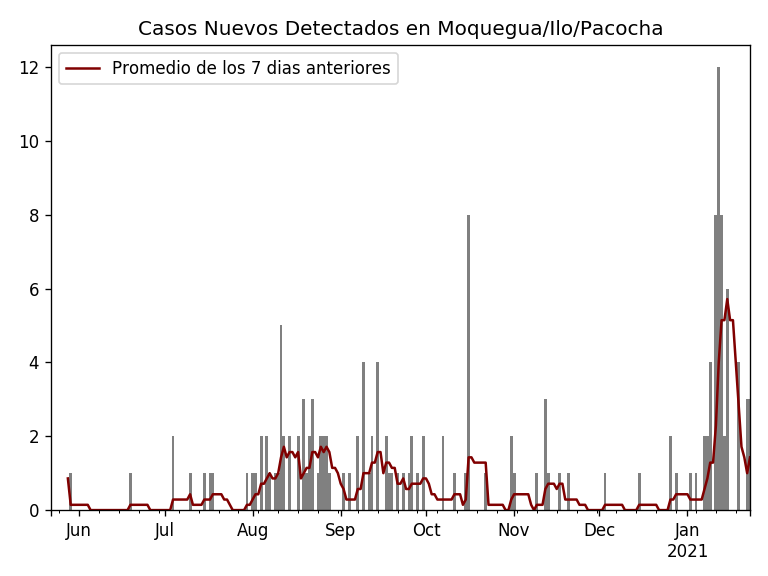 Casos Nuevos Detectados en Moquegua/Ilo/Pacocha
Promedio de los 7 dias anteriores
12
10
8
6
4
2
0
Jun Jul Aug Sep Oct Nov Dec Jan
2021